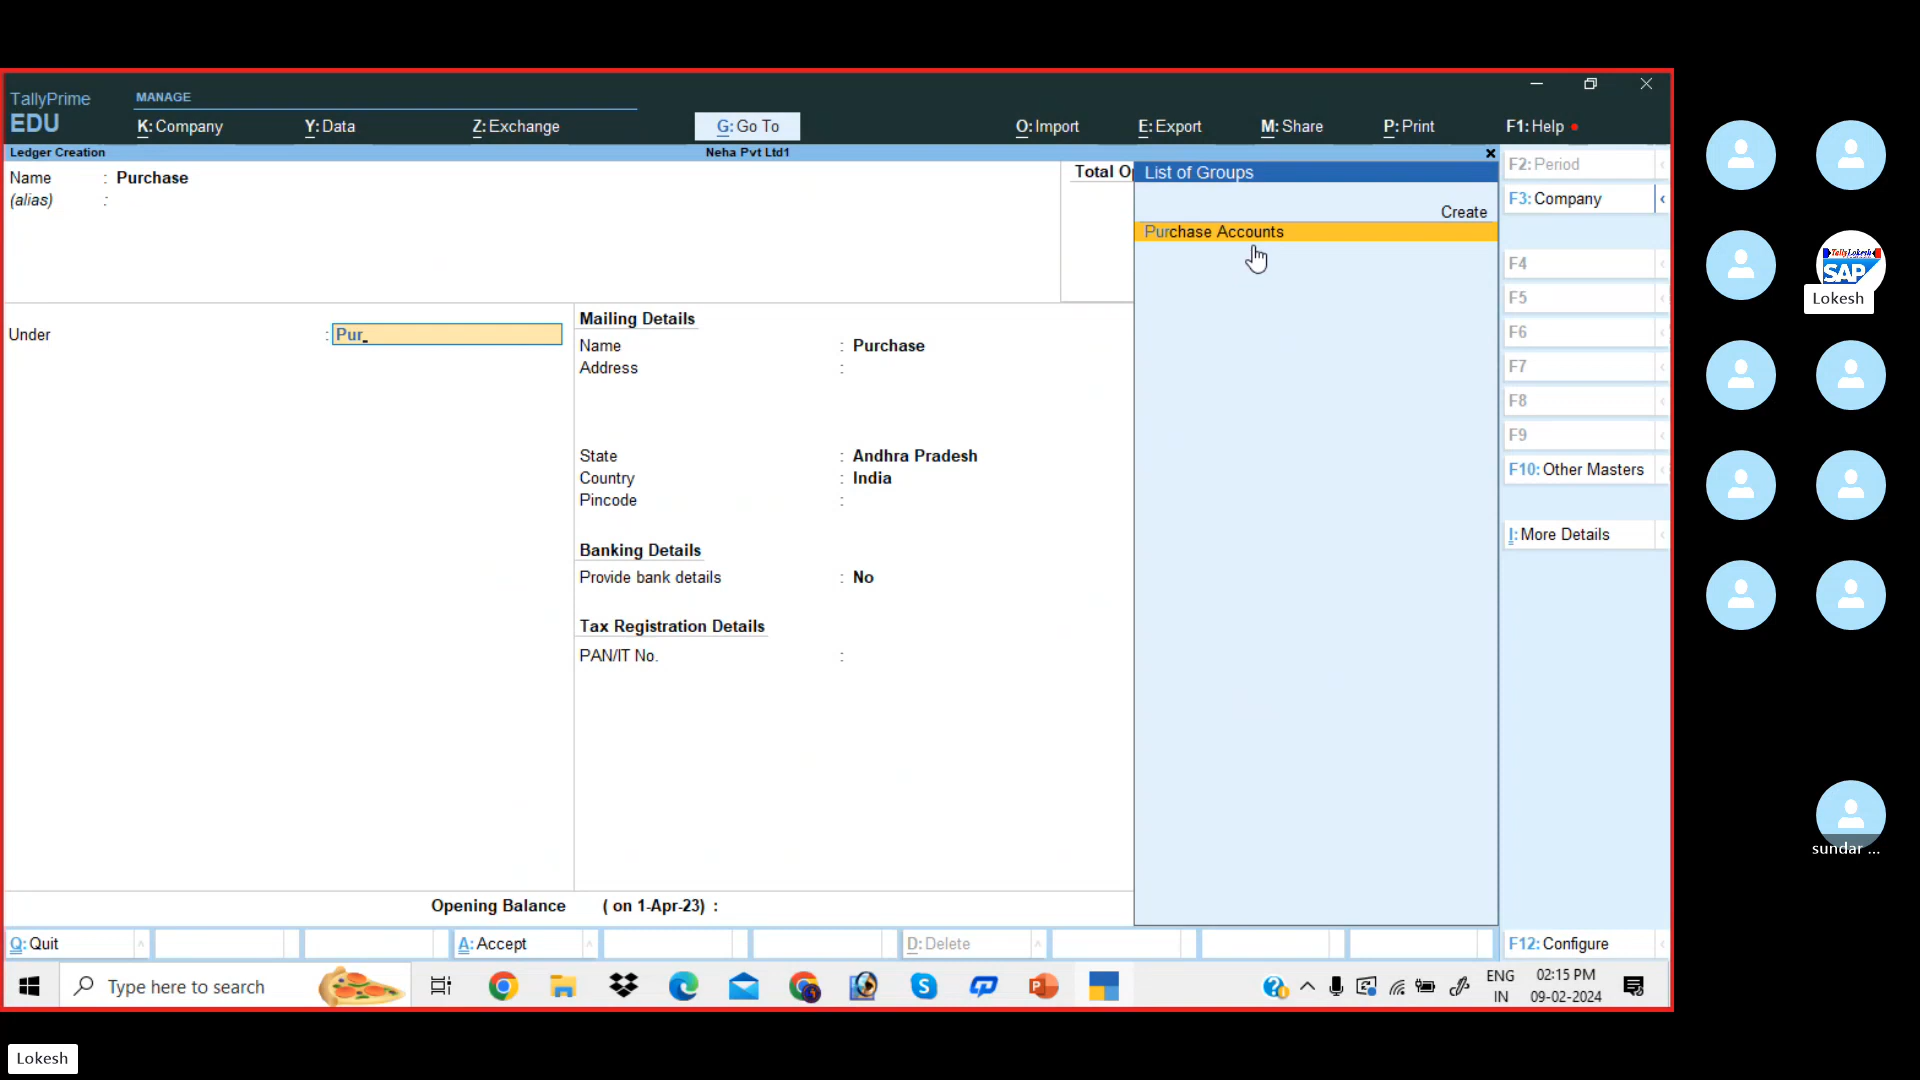 TallyPrime
EDU
MANAGE
K: Company
Y: Data
Z: Exchange
G: Go To
O: Import
E: Export
M: Share
P: Print
F1: Help
Ledger Creation
Neha Pvt Ltd1
Name : Purchase
(alias) :
Total O
List of Groups
Create
Purchase Accounts
Under : Pur
Mailing Details
Name : Purchase
Address :
State : Andhra Pradesh
Country : India
Pincode :
Banking Details
Provide bank details : No
Tax Registration Details
PAN/IT No. :
Opening Balance ( on 1-Apr-23) :
F2: Period
F3: Company
F4
F5
F6
F7
F8
F9
F10: Other Masters
I: More Details
F12: Configure
Q: Quit
A: Accept
D: Delete
Type here to search
ENG
IN
02:15 PM
09-02-2024
TallyLokesh
SAP
Lokesh
sundar ...
Lokesh